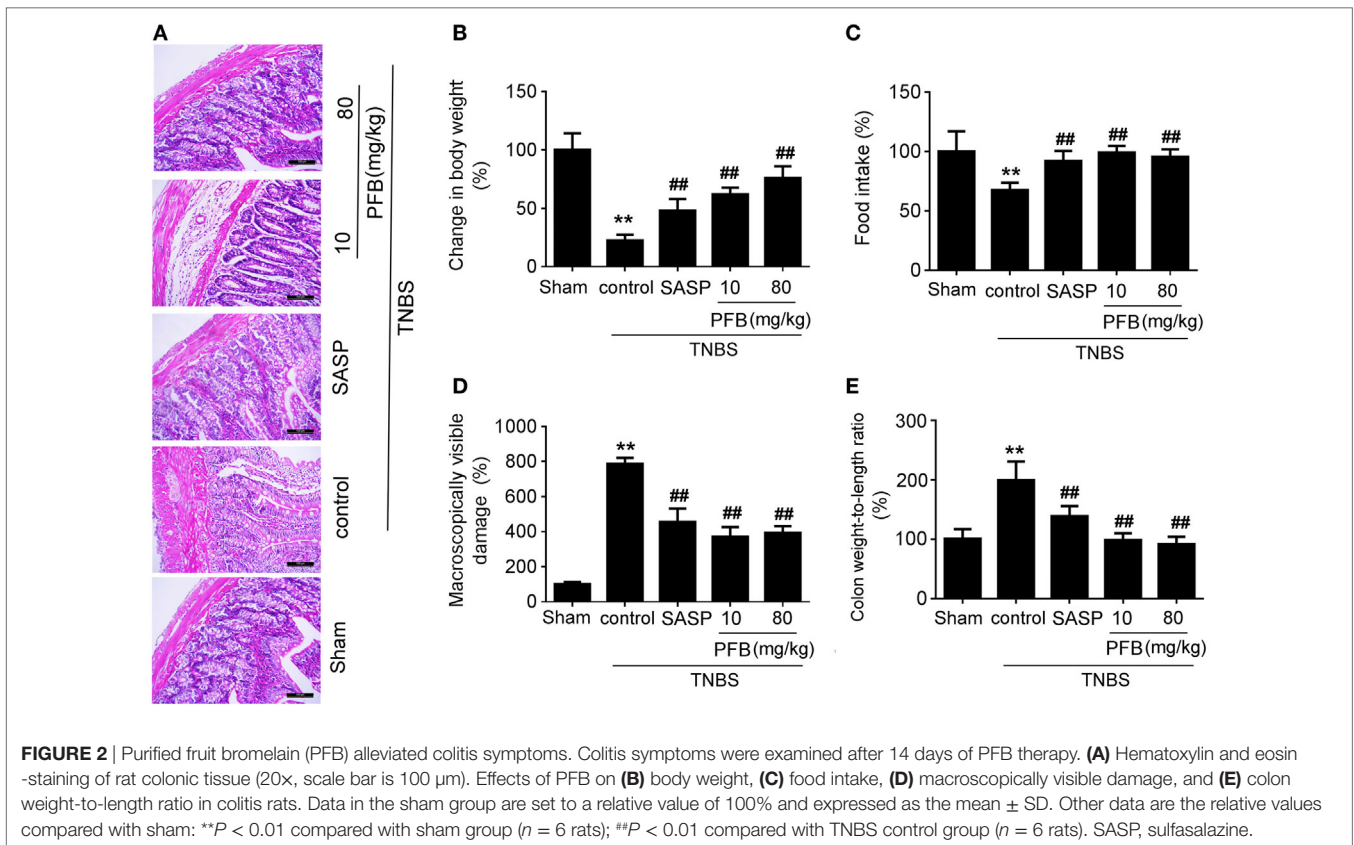 A
80
10
PFB(mg/kg)
TNBS
SASP
control
Sham
B
Change in body weight
(%)
150
100
50
0
**
##
##
##
Sham
control
SASP
10
80
PFB(mg/kg)
TNBS
C
Food intake (%)
150
100
50
0
**
##
##
##
Sham
control
SASP
10
80
PFB(mg/kg)
TNBS
D
Macroscopically visible
damage (%)
1000
800
600
400
200
0
**
##
##
##
Sham
control
SASP
10
80
PFB(mg/kg)
TNBS
E
Colon weight-to-length ratio
(%)
300
200
100
0
**
##
##
##
Sham
control
SASP
10
80
PFB(mg/kg)
TNBS
FIGURE 2 | Purified fruit bromelain (PFB) alleviated colitis symptoms. Colitis symptoms were examined after 14 days of PFB therapy. (A) Hematoxylin and eosin
-staining of rat colonic tissue (20×, scale bar is 100 µm). Effects of PFB on (B) body weight, (C) food intake, (D) macroscopically visible damage, and (E) colon
weight-to-length ratio in colitis rats. Data in the sham group are set to a relative value of 100% and expressed as the mean ± SD. Other data are the relative values
compared with sham: **P < 0.01 compared with sham group (n = 6 rats); ##P < 0.01 compared with TNBS control group (n = 6 rats). SASP, sulfasalazine.